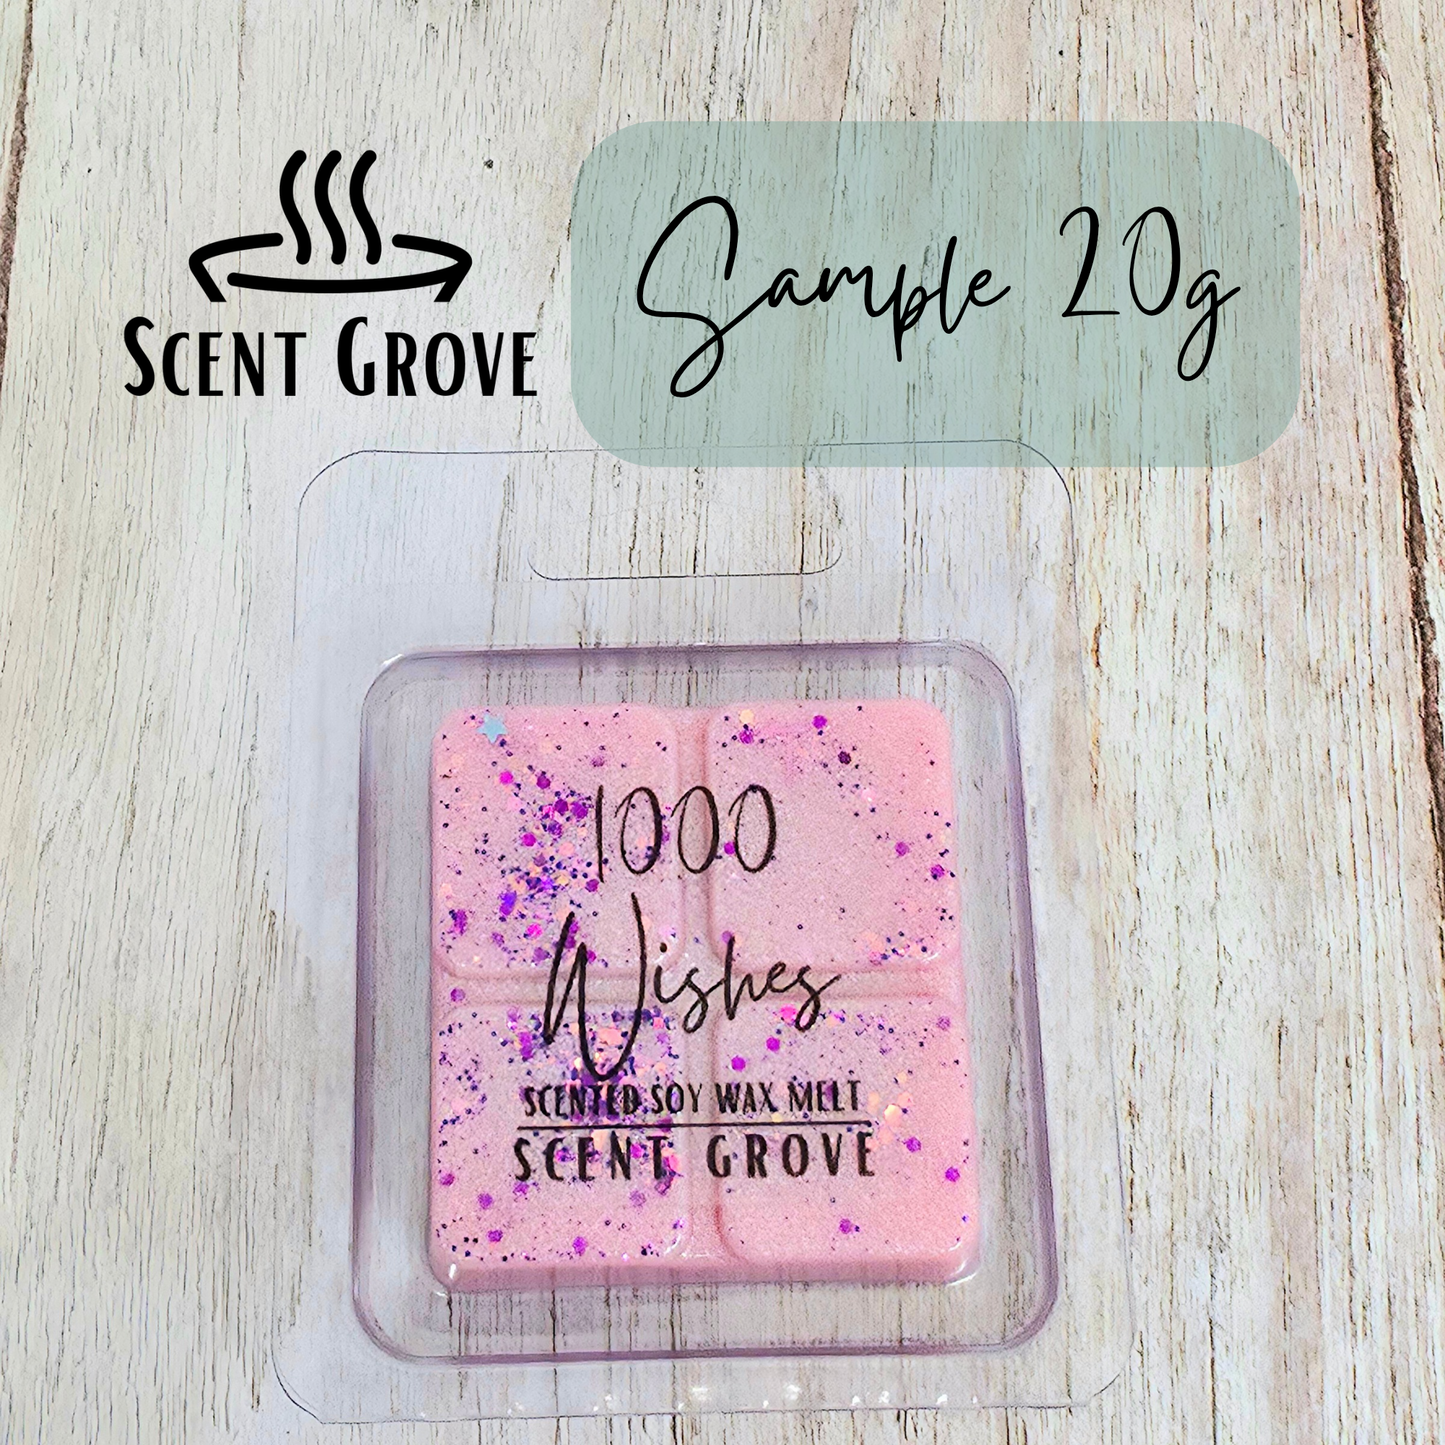 SCENT GROVE
Sample 20g
1000
Wishes
SCENTED SOY WAX MELT
SCENT GROVE